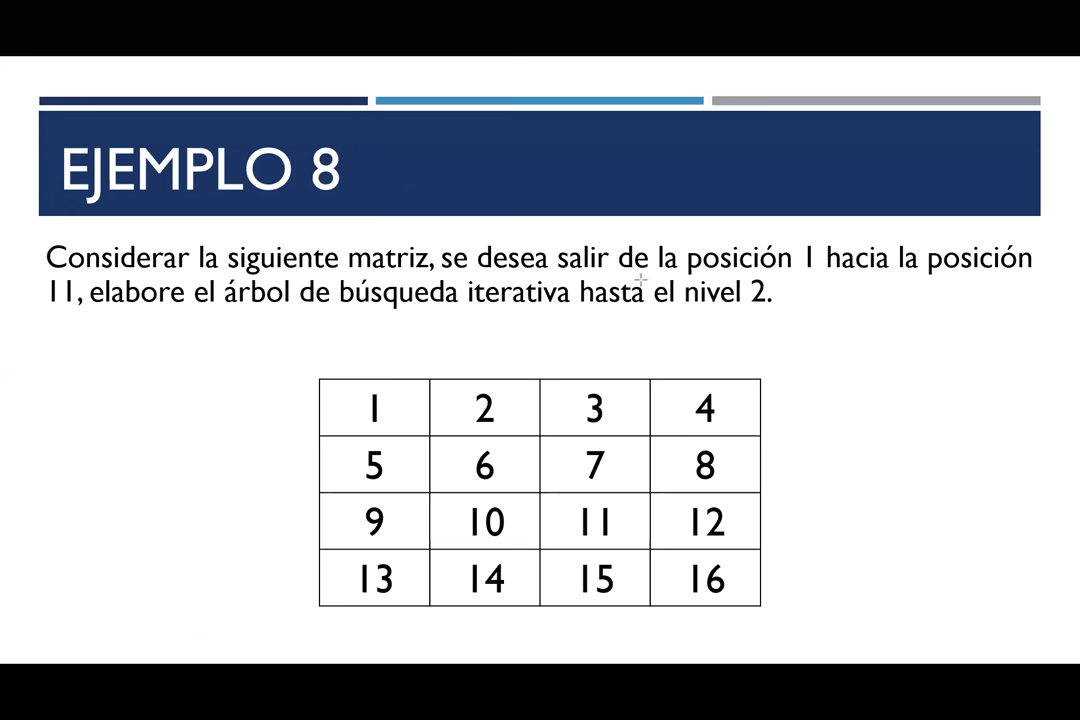 EJEMPLO 8
Considerar la siguiente matriz, se desea salir de la posición 1 hacia la posición
11, elabore el árbol de búsqueda iterativa hasta el nivel 2.
1 2 3 4
5 6 7 8
9 10 11 12
13 14 15 16